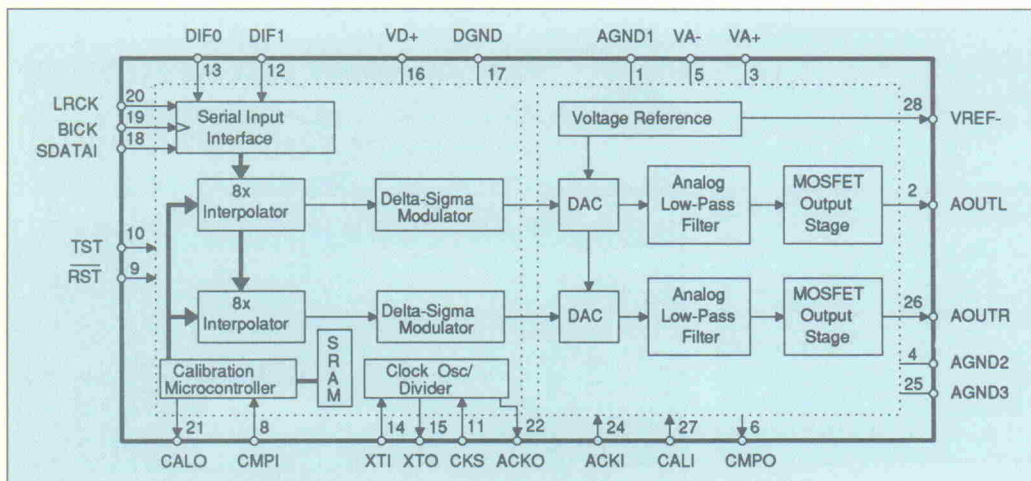 DIF0 DIF1 VD+ DGND AGND1 VA- VA+
13 12 16 17 1 5 3
LRCK 20
BICK 19
SDATAI 18
Serial Input
Interface
Voltage Reference
28 VREF-
8x
Interpolator
Delta-Sigma
Modulator
DAC
Analog
Low-Pass
Filter
MOSFET
Output
Stage
2 AOUTL
TST 10
RST 9
8x
Interpolator
Delta-Sigma
Modulator
DAC
Analog
Low-Pass
Filter
MOSFET
Output
Stage
26 AOUTR
4 AGND2
25 AGND3
Calibration
Microcontroller
SRAM
Clock Osc/
Divider
21 8 14 15 11 22 24 27 6
CALO CMPI XTI XTO CKS ACKO ACKI CALI CMPO